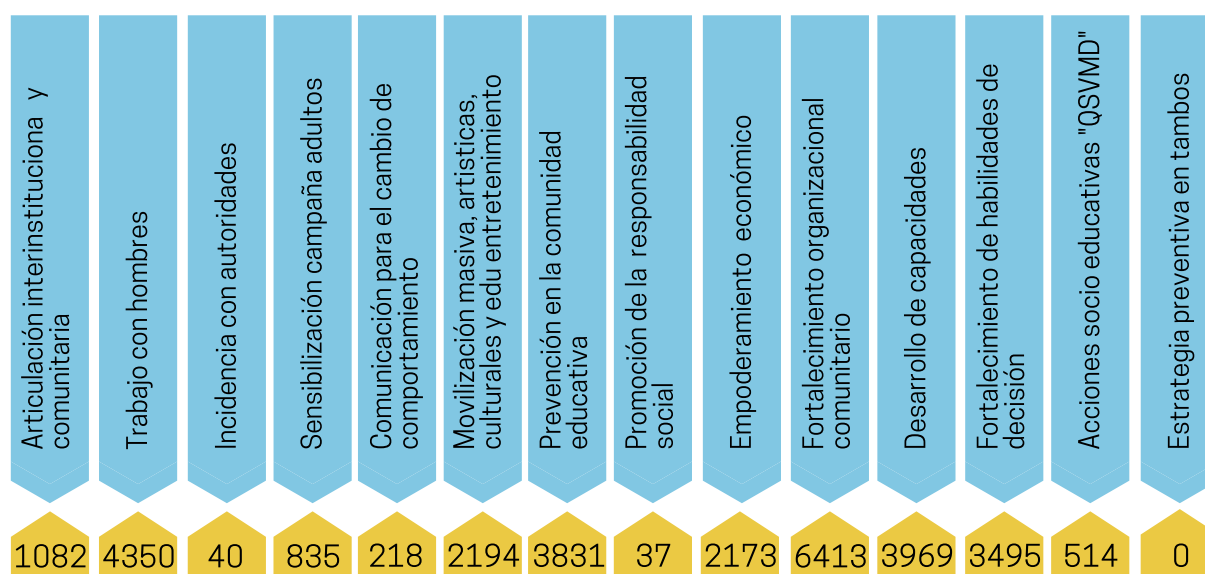 Articulación interinstituciona y
comunitaria
Trabajo con hombres
Incidencia con autoridades
Sensibilización campaña adultos
Comunicación para el cambio de
comportamiento
Movilización masiva, artisticas,
culturales y edu entretenimiento
Prevención en la comunidad
educativa
Promoción de la responsabilidad
social
Empoderamiento económico
Fortalecimiento organizacional
comunitario
Desarrollo de capacidades
Fortalecimiento de habilidades de
decisión
Acciones socio educativas "QSVMD"
Estrategia preventiva en tambos
1082
4350
40
835
218
2194
3831
37
2173
6413
3969
3495
514
0